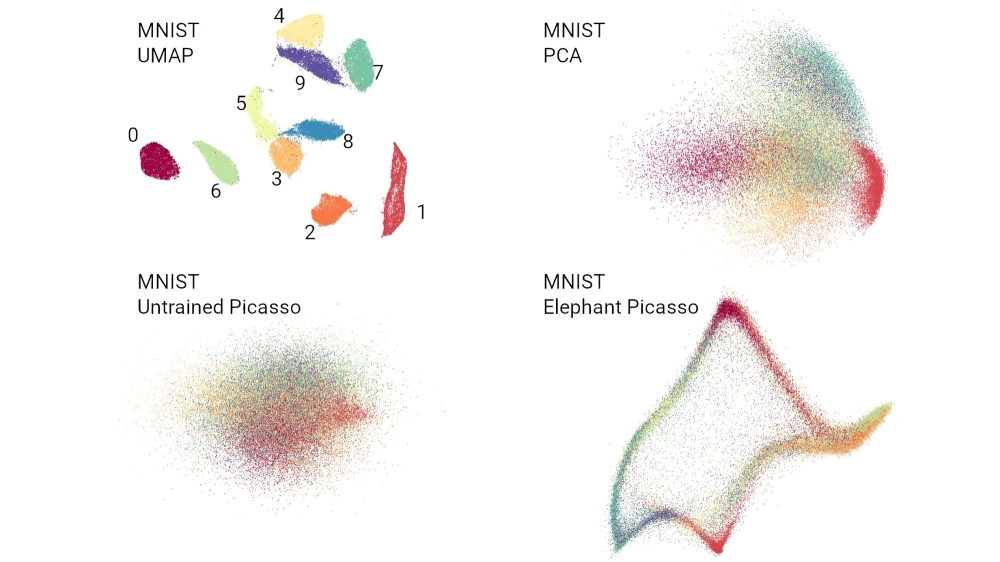 MNIST
UMAP
4
9
7
5
8
0
6
3
2
1
MNIST
PCA
MNIST
Untrained Picasso
MNIST
Elephant Picasso